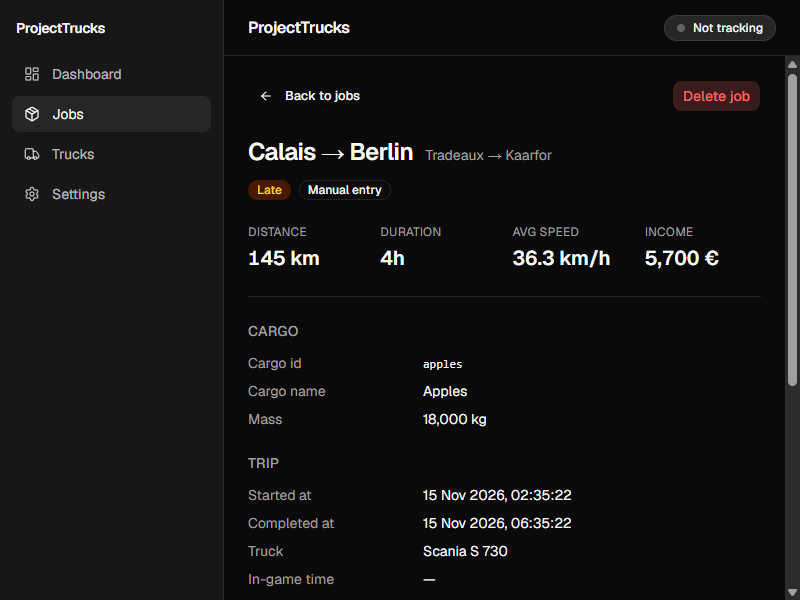 ProjectTrucks
Dashboard
Jobs
Trucks
Settings
ProjectTrucks
Not tracking
Back to jobs
Delete job
Calais → Berlin Tradeaux → Kaarfor
Late Manual entry
DISTANCE DURATION AVG SPEED INCOME
145 km 4h 36.3 km/h 5,700 €
CARGO
Cargo id apples
Cargo name Apples
Mass 18,000 kg
TRIP
Started at 15 Nov 2026, 02:35:22
Completed at 15 Nov 2026, 06:35:22
Truck Scania S 730
In-game time —